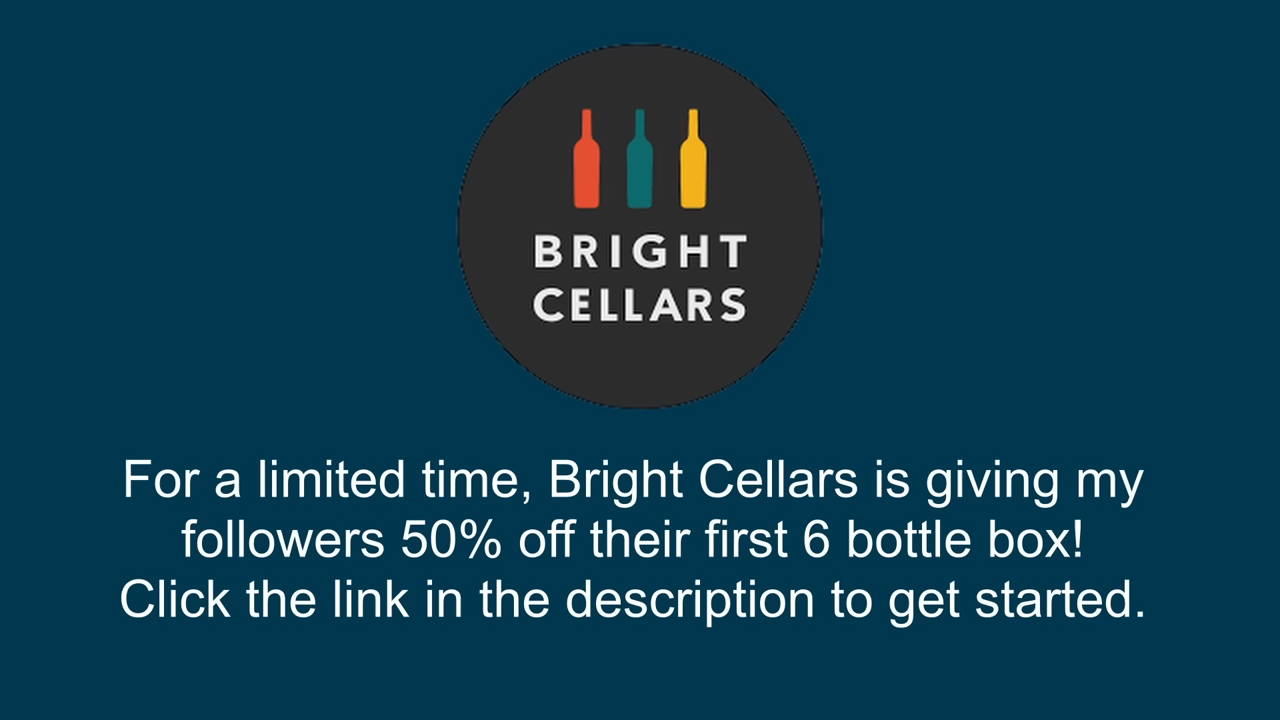 BRIGHT
CELLARS
For a limited time, Bright Cellars is giving my
followers 50% off their first 6 bottle box!
Click the link in the description to get started.